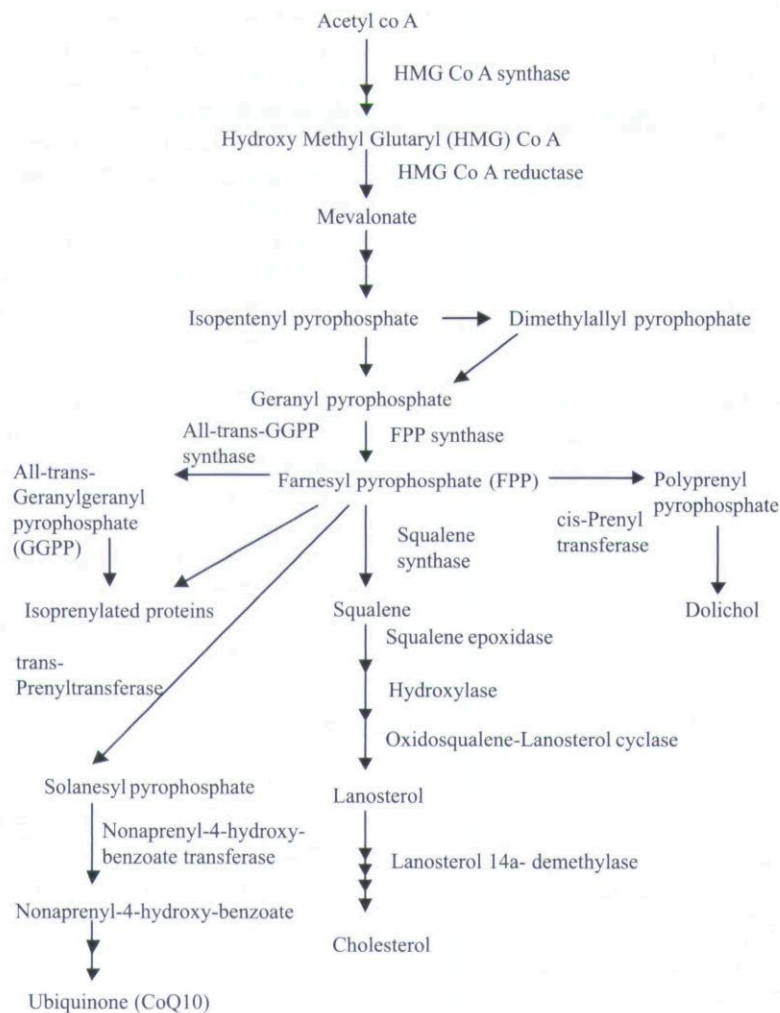 Acetyl co A
HMG Co A synthase
Hydroxy Methyl Glutaryl (HMG) Co A
HMG Co A reductase
Mevalonate
Isopentenyl pyrophosphate
Dimethylallyl pyrophophate
Geranyl pyrophosphate
All-trans-GGPP
synthase
FPP synthase
All-trans-
Geranylgeranyl
pyrophosphate
(GGPP)
Farnesyl pyrophosphate (FPP)
Polyprenyl
pyrophosphate
cis-Prenyl
transferase
Squalene
synthase
Isoprenylated proteins
Squalene
Dolichol
Squalene epoxidase
trans-
Prenyltransferase
Hydroxylase
Oxidosqualene-Lanosterol cyclase
Solanesyl pyrophosphate
Lanosterol
Nonaprenyl-4-hydroxy-
benzoate transferase
Lanosterol 14a- demethylase
Nonaprenyl-4-hydroxy-benzoate
Cholesterol
Ubiquinone (CoQ10)